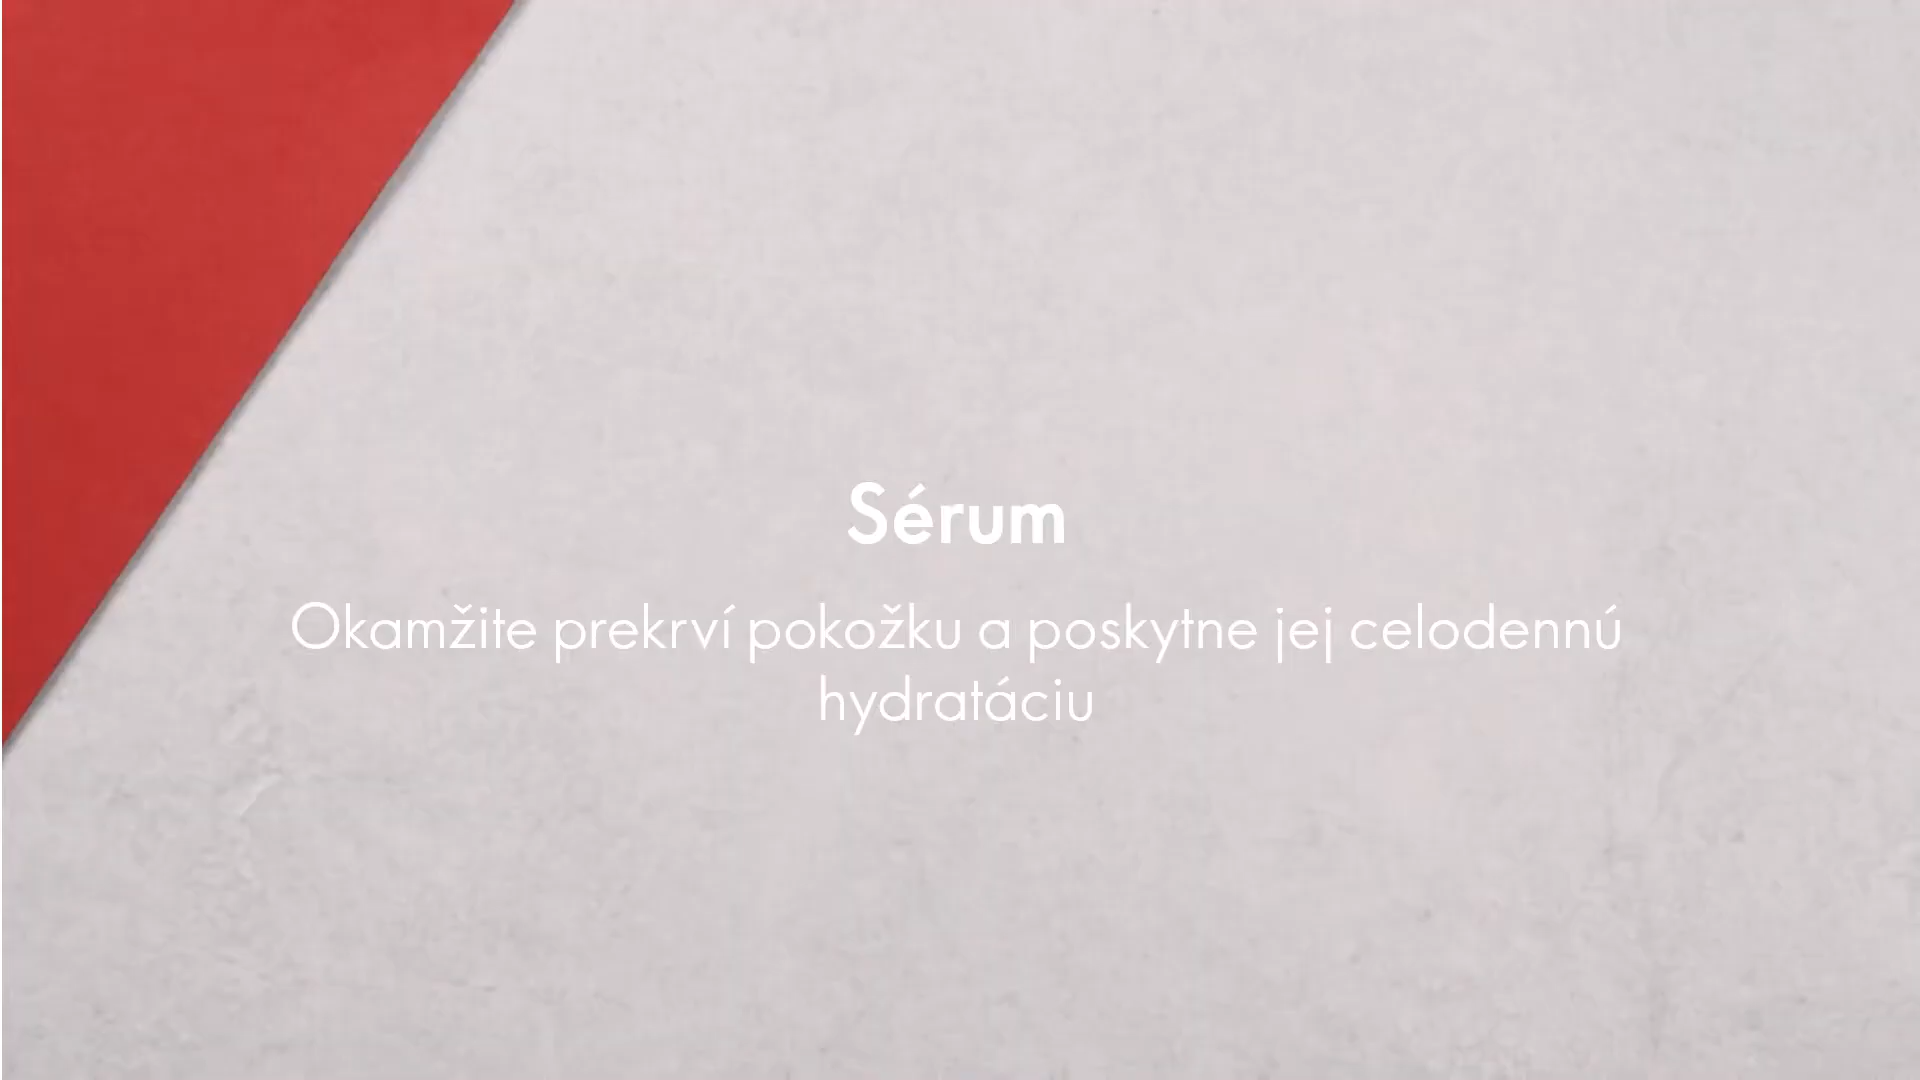 Sérum
Okamžite prekrví pokožku a poskytne jej celodennú
hydratáciu